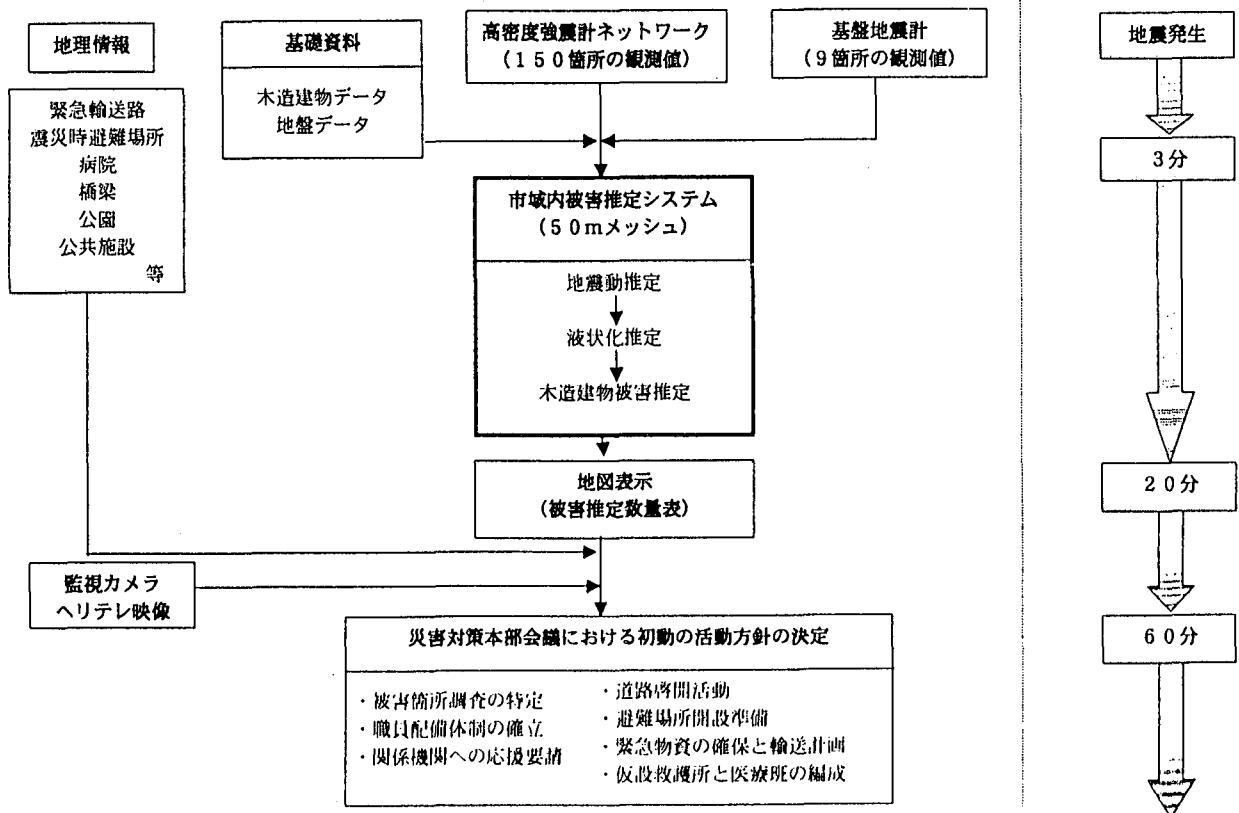 地理情報
緊急輸送路
震災時避難場所
病院
橋梁
公園
公共施設
等
基礎資料
木造建物データ
地盤データ
高密度強震計ネットワーク
(150箇所の観測値)
基盤地震計
(9箇所の観測値)
市域内被害推定システム
(50mメッシュ)
地震動推定
液状化推定
木造建物被害推定
地図表示
(被害推定数量表)
監視カメラ
ヘリテレ映像
災害対策本部会議における初動の活動方針の決定
・被害箇所調査の特定
・職員配備体制の確立
・関係機関への応援要請
・道路啓開活動
・避難場所開設準備
・緊急物資の確保と輸送計画
・仮設救護所と医療班の編成
地震発生
3分
20分
60分